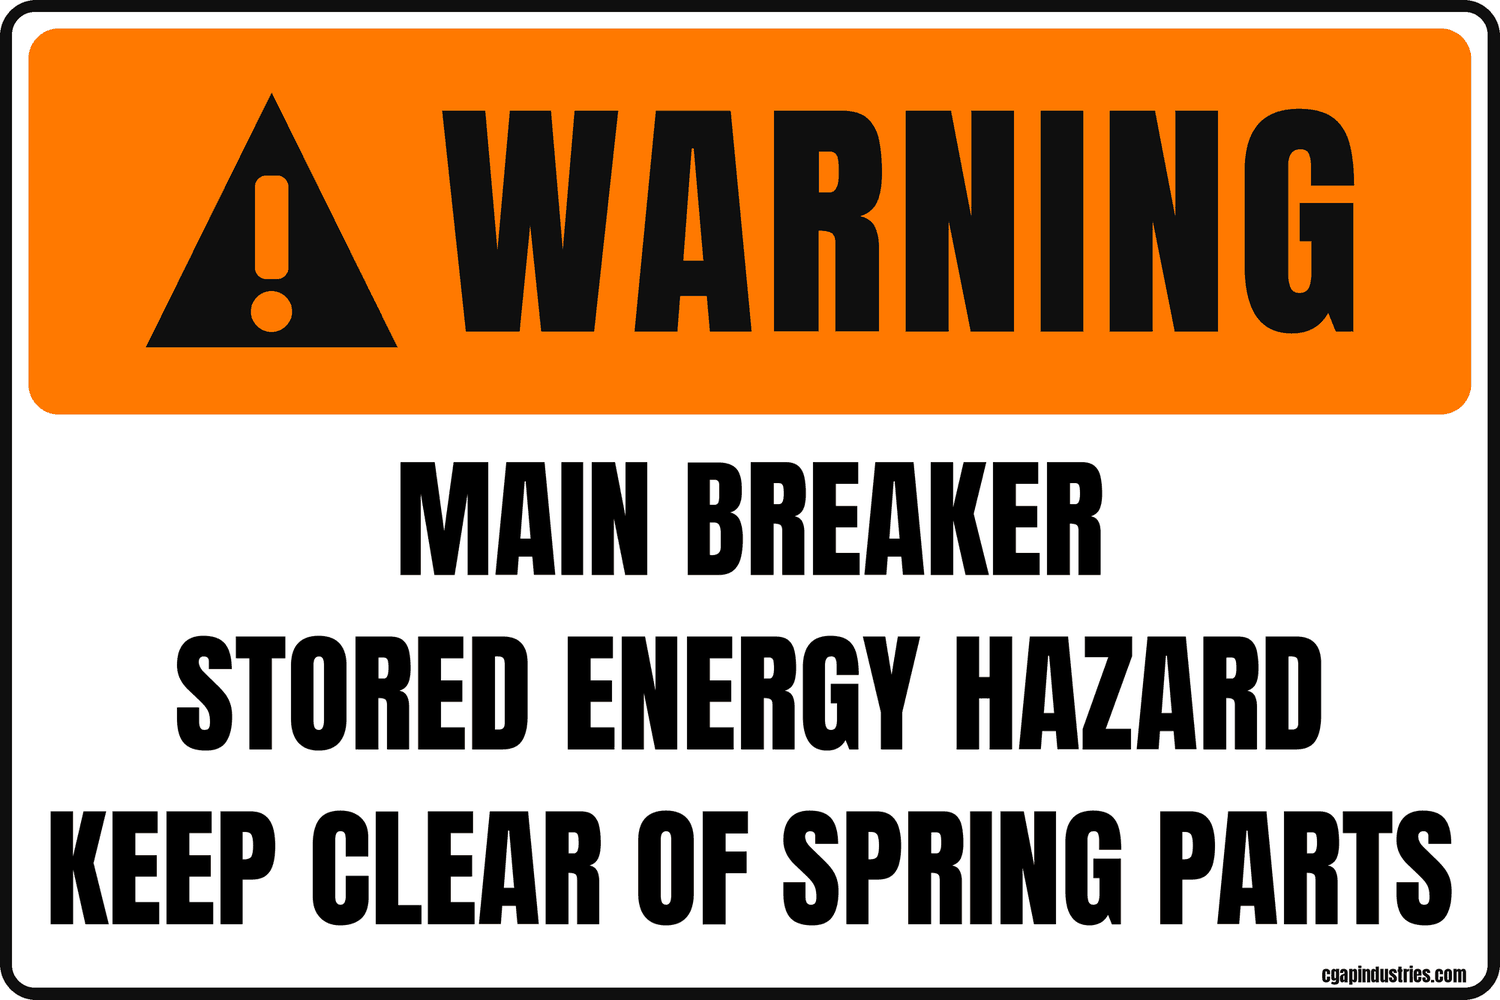 WARNING
MAIN BREAKER
STORED ENERGY HAZARD
KEEP CLEAR OF SPRING PARTS
cgapindustries.com